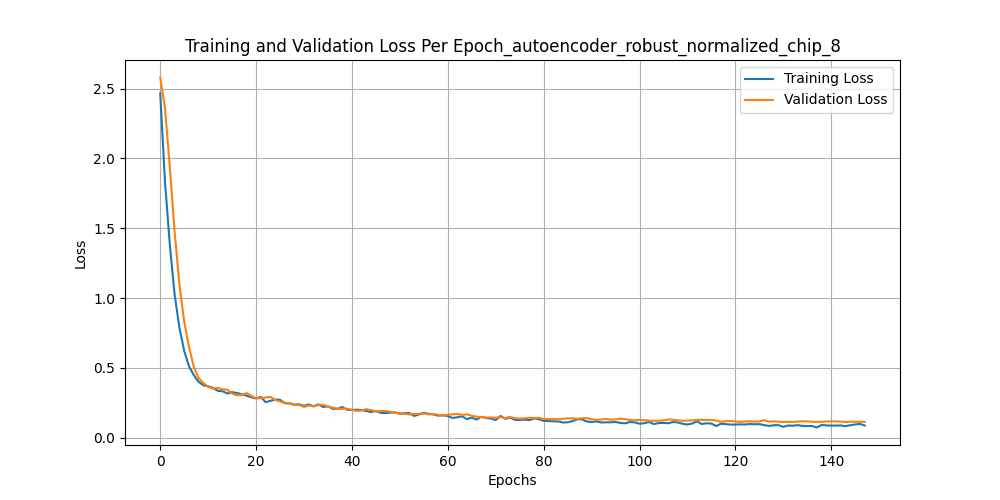 Training and Validation Loss Per Epoch_autoencoder_robust_normalized_chip_8
Training Loss
Validation Loss
2.5
2.0
1.5
1.0
0.5
0.0
Loss
0 20 40 60 80 100 120 140
Epochs